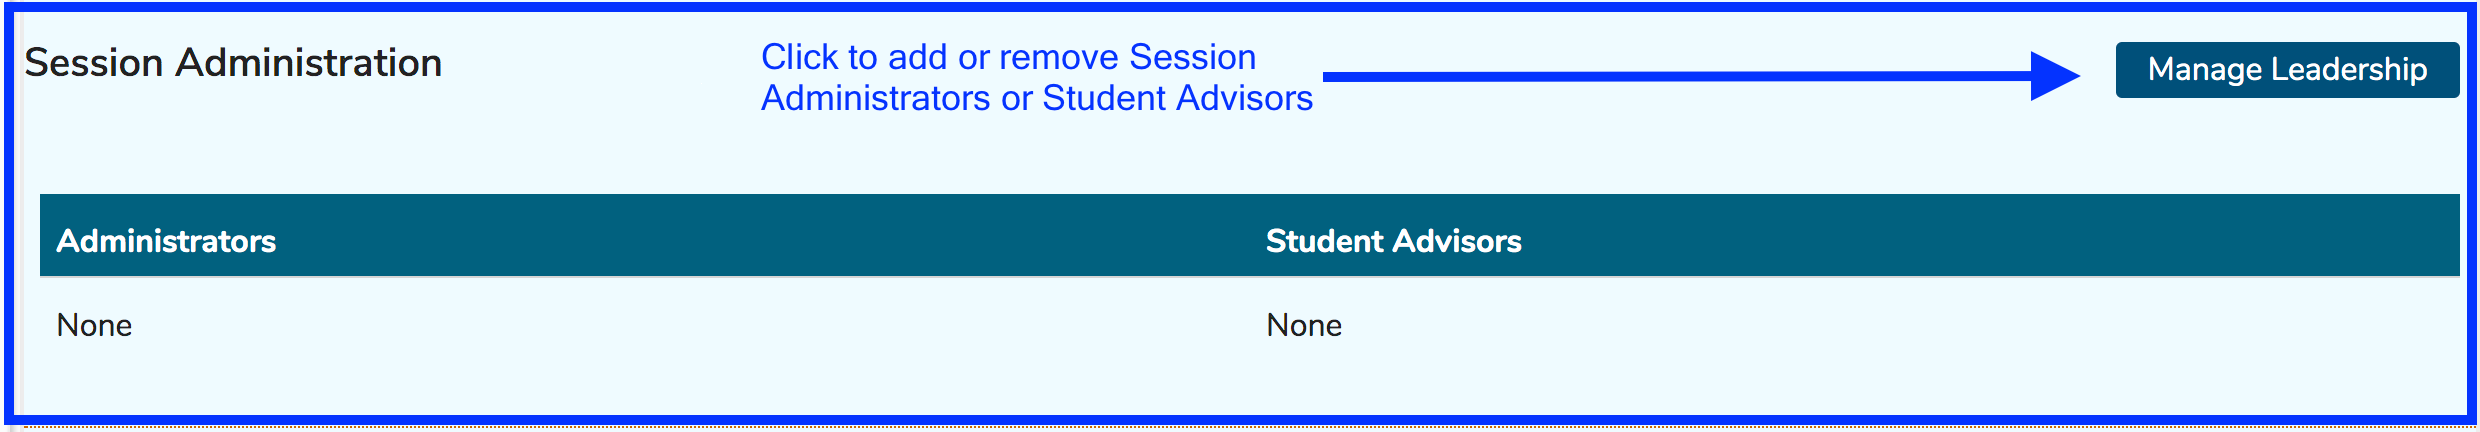 Session Administration
Click to add or remove Session
Administrators or Student Advisors
Manage Leadership
Administrators
Student Advisors
None
None